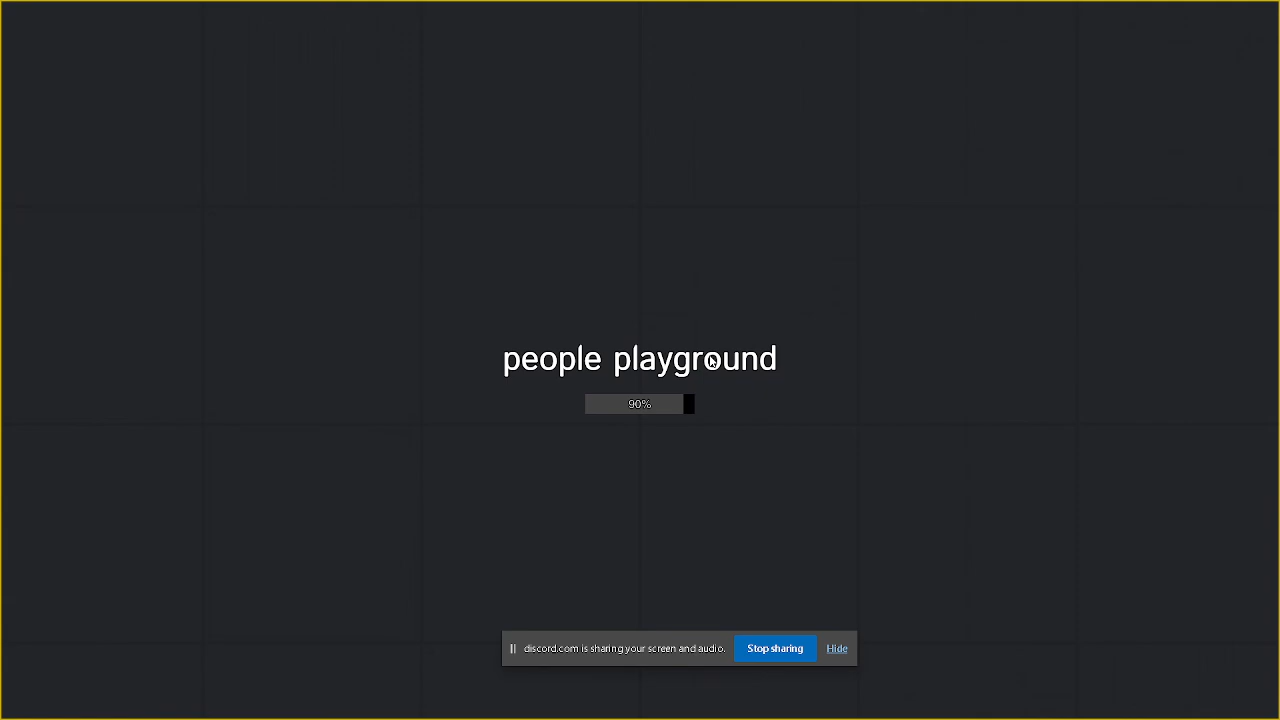 people playground
90%
discord.com is sharing your screen and audio.
Stop sharing
Hide